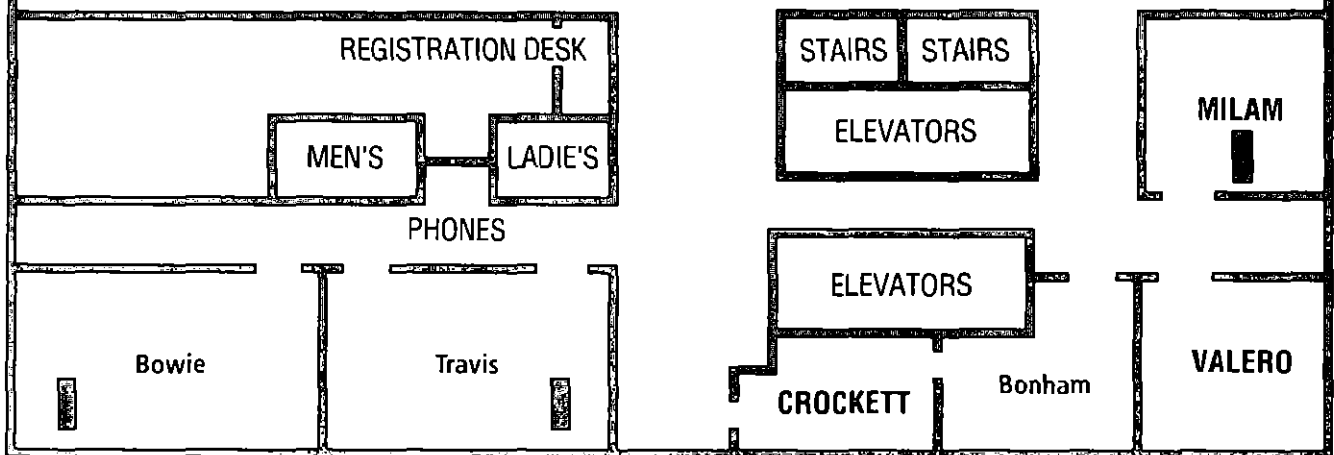 REGISTRATION DESK
STAIRS STAIRS
MILAM
ELEVATORS
MEN'S LADIE'S
PHONES
ELEVATORS
Bowie Travis CROCKETT Bonham VALERO